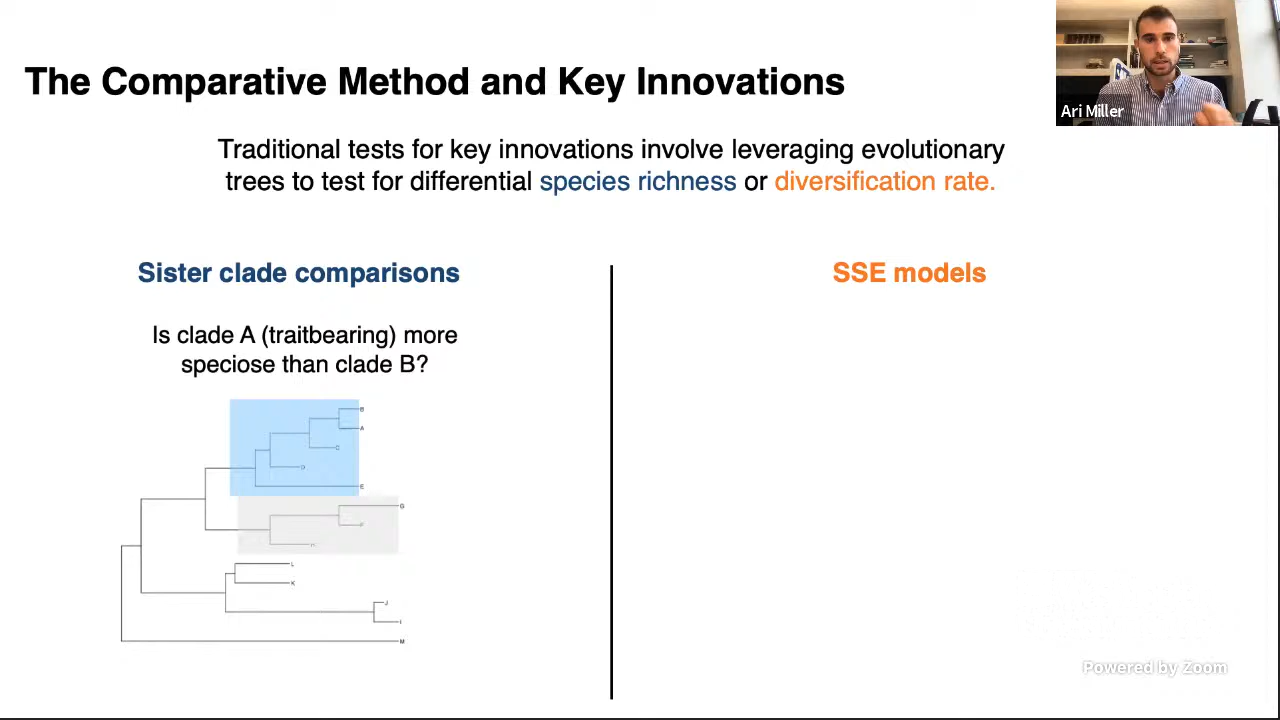 The Comparative Method and Key Innovations
Ari Miller
Traditional tests for key innovations involve leveraging evolutionary
trees to test for differential species richness or diversification rate.
Sister clade comparisons
SSE models
Is clade A (traitbearing) more
speciose than clade B?
B
A
C
D
E
G
F
L
K
J
I
M
Powered by Zoom